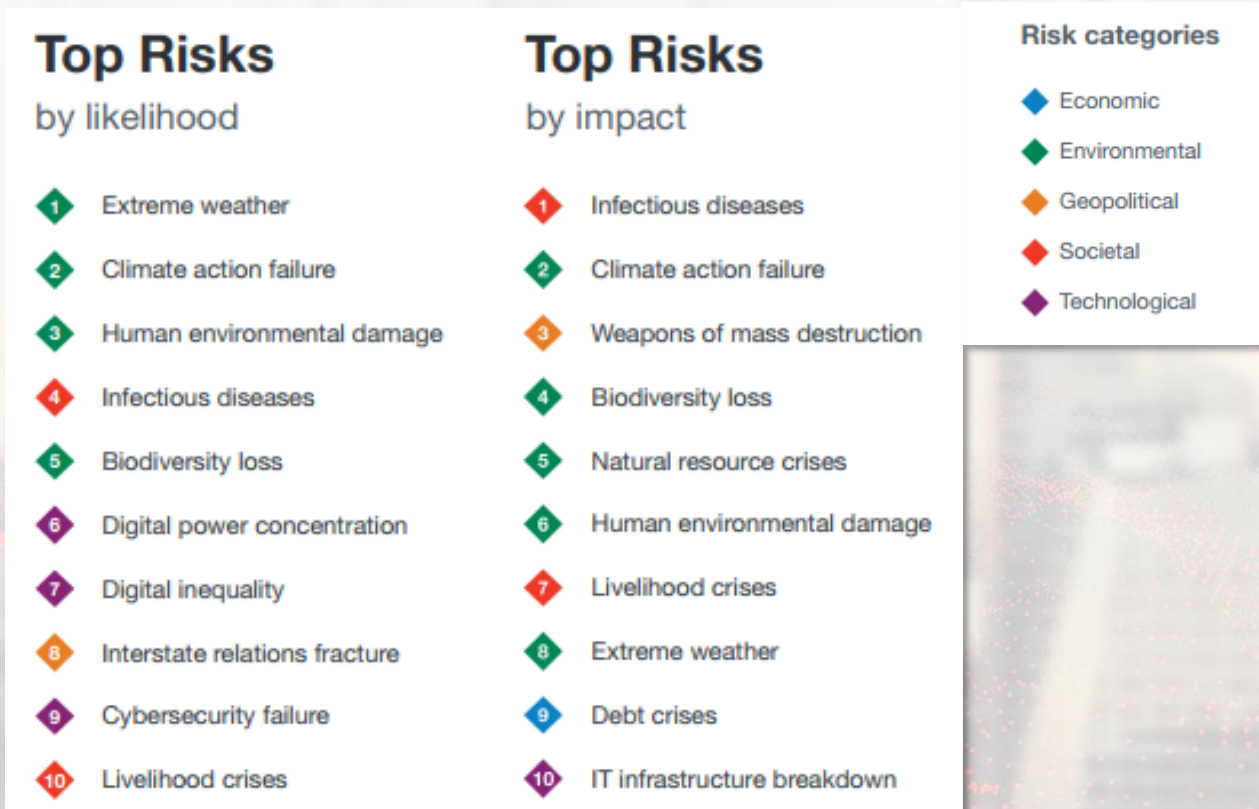 Top Risks
by likelihood
1 Extreme weather
2 Climate action failure
3 Human environmental damage
4 Infectious diseases
5 Biodiversity loss
6 Digital power concentration
7 Digital inequality
8 Interstate relations fracture
9 Cybersecurity failure
10 Livelihood crises
Top Risks
by impact
1 Infectious diseases
2 Climate action failure
3 Weapons of mass destruction
4 Biodiversity loss
5 Natural resource crises
6 Human environmental damage
7 Livelihood crises
8 Extreme weather
9 Debt crises
10 IT infrastructure breakdown
Risk categories
Economic
Environmental
Geopolitical
Societal
Technological